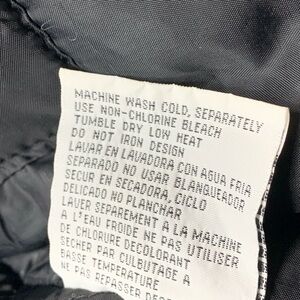 MACHINE WASH COLD, SEPARATELY
USE NON-CHLORINE BLEACH
TUMBLE DRY LOW HEAT
DO NOT IRON DESIGN
LAVAR EN LAVADORA CON AGUA FRIA
SEPARADO NO USAR BLANQUEADOR
SECUR EN SECADORA, CICLO
DELICADO NO PLANCHAR
LAVER SEPAREMENT A LA MACHINE
A L'EAU FROIDE NE PAS UTILISER
DE CHLORURE DECOLORANT
SECHER PAR CULBUTAGE A
BASSE TEMPERATURE
NE PAS REPASSER